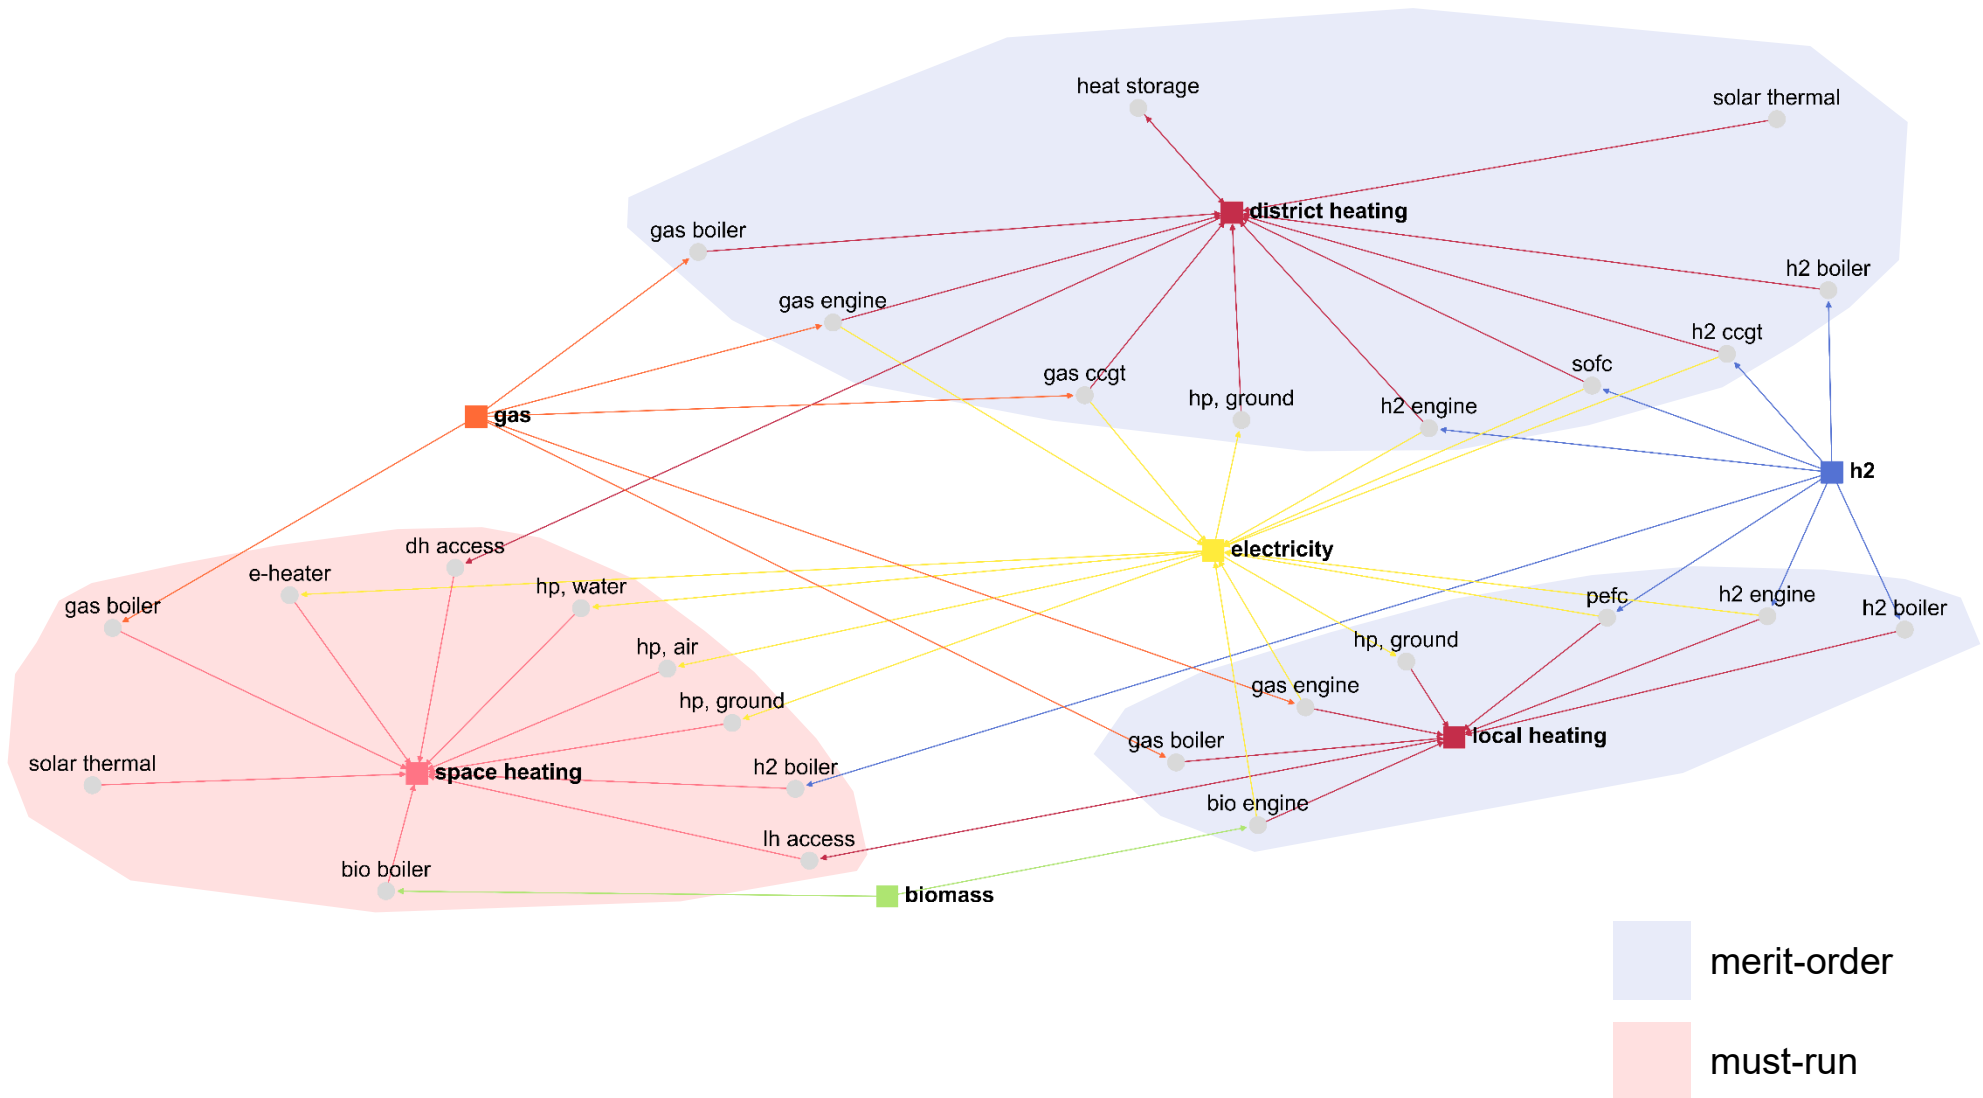 heat storage
solar thermal
district heating
gas boiler
h2 boiler
gas engine
h2 ccgt
sofc
gas ccgt
hp, ground
h2 engine
gas
h2
electricity
dh access
e-heater
hp, water
gas boiler
pefc
h2 engine
h2 boiler
hp, air
hp, ground
gas engine
hp, ground
gas boiler
local heating
solar thermal
space heating
h2 boiler
bio engine
lh access
bio boiler
biomass
merit-order
must-run